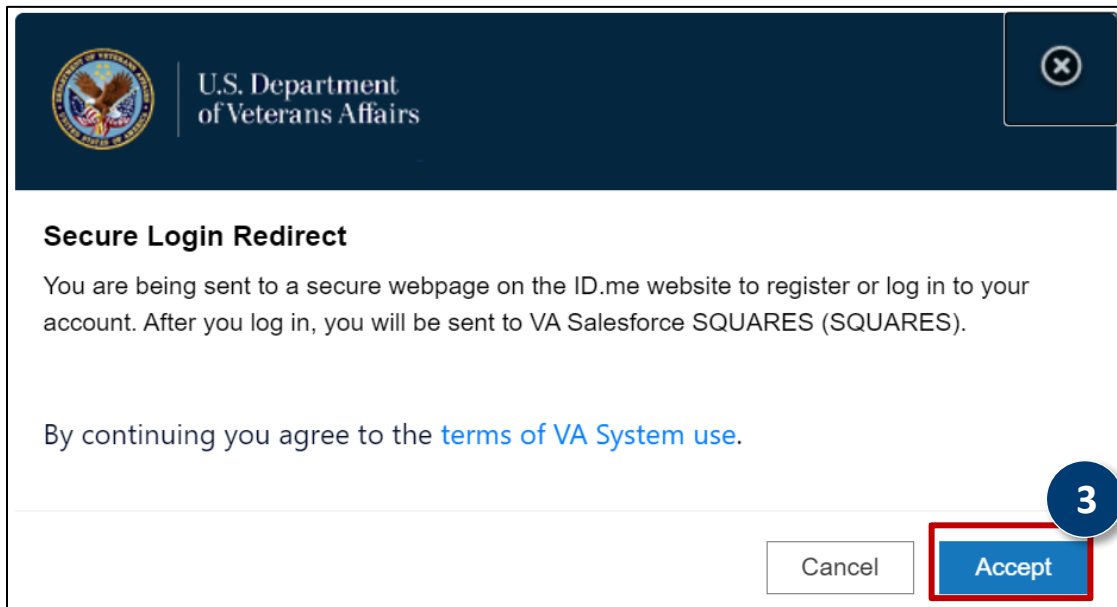 U.S. Department
of Veterans Affairs
Secure Login Redirect
You are being sent to a secure webpage on the ID.me website to register or log in to your
account. After you log in, you will be sent to VA Salesforce SQUARES (SQUARES).
By continuing you agree to the terms of VA System use.
3
Cancel
Accept